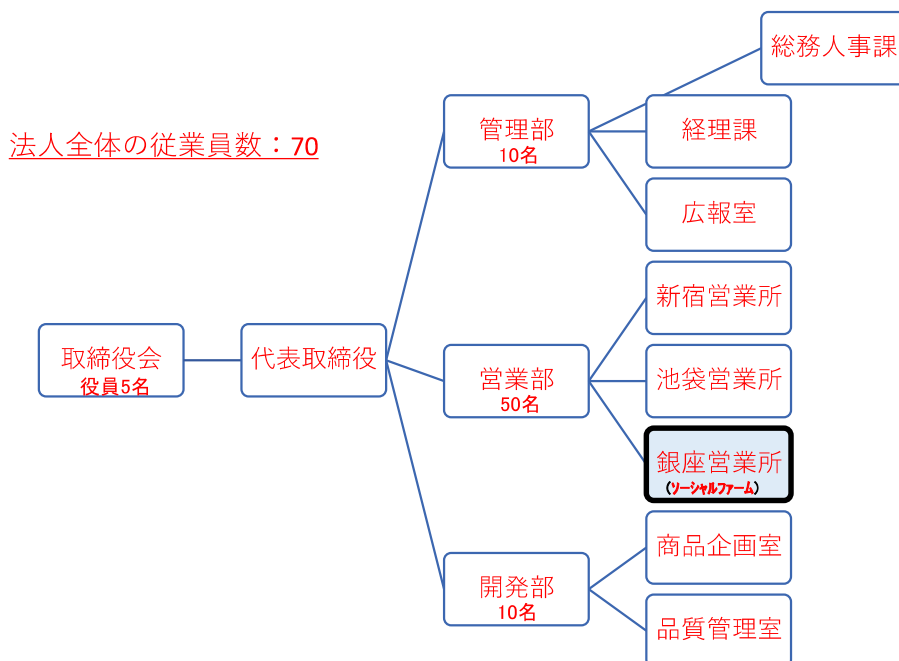 総務人事課
法人全体の従業員数：70
管理部
10名
経理課
広報室
新宿営業所
取締役会
役員5名
代表取締役
営業部
50名
池袋営業所
銀座営業所
(ソーシャルファーム)
商品企画室
開発部
10名
品質管理室